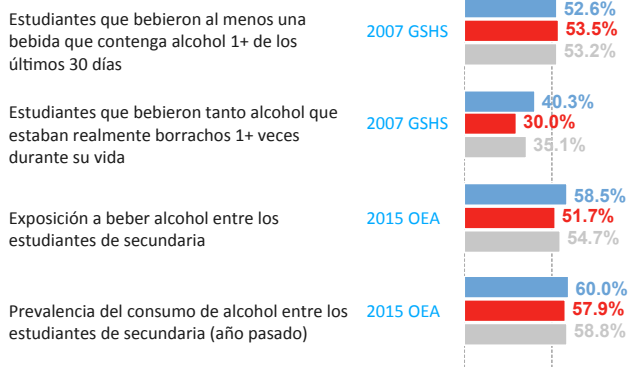 Estudiantes que bebieron al menos una
bebida que contenga alcohol 1+ de los
últimos 30 días
2007 GSHS
52.6%
53.5%
53.2%
Estudiantes que bebieron tanto alcohol que
estaban realmente borrachos 1+ veces
durante su vida
2007 GSHS
40.3%
30.0%
35.1%
Exposición a beber alcohol entre los
estudiantes de secundaria
2015 OEA
58.5%
51.7%
54.7%
Prevalencia del consumo de alcohol entre los
estudiantes de secundaria (año pasado)
2015 OEA
60.0%
57.9%
58.8%